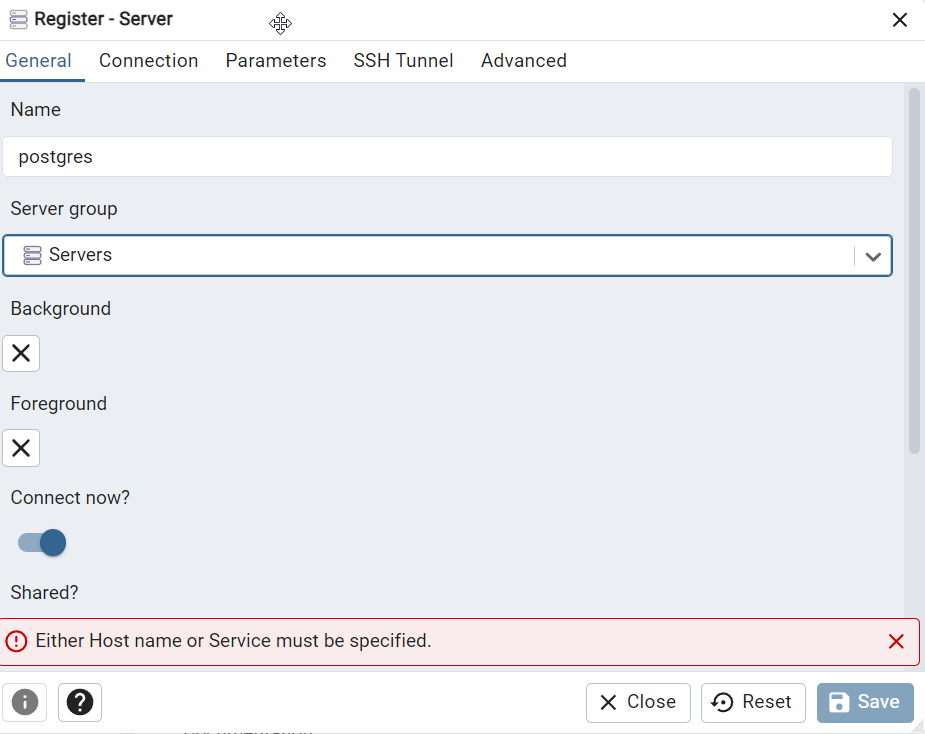 Register - Server
General Connection Parameters SSH Tunnel Advanced
Name
postgres
Server group
Servers
Background
Foreground
Connect now?
Shared?
Either Host name or Service must be specified.
Close Reset Save